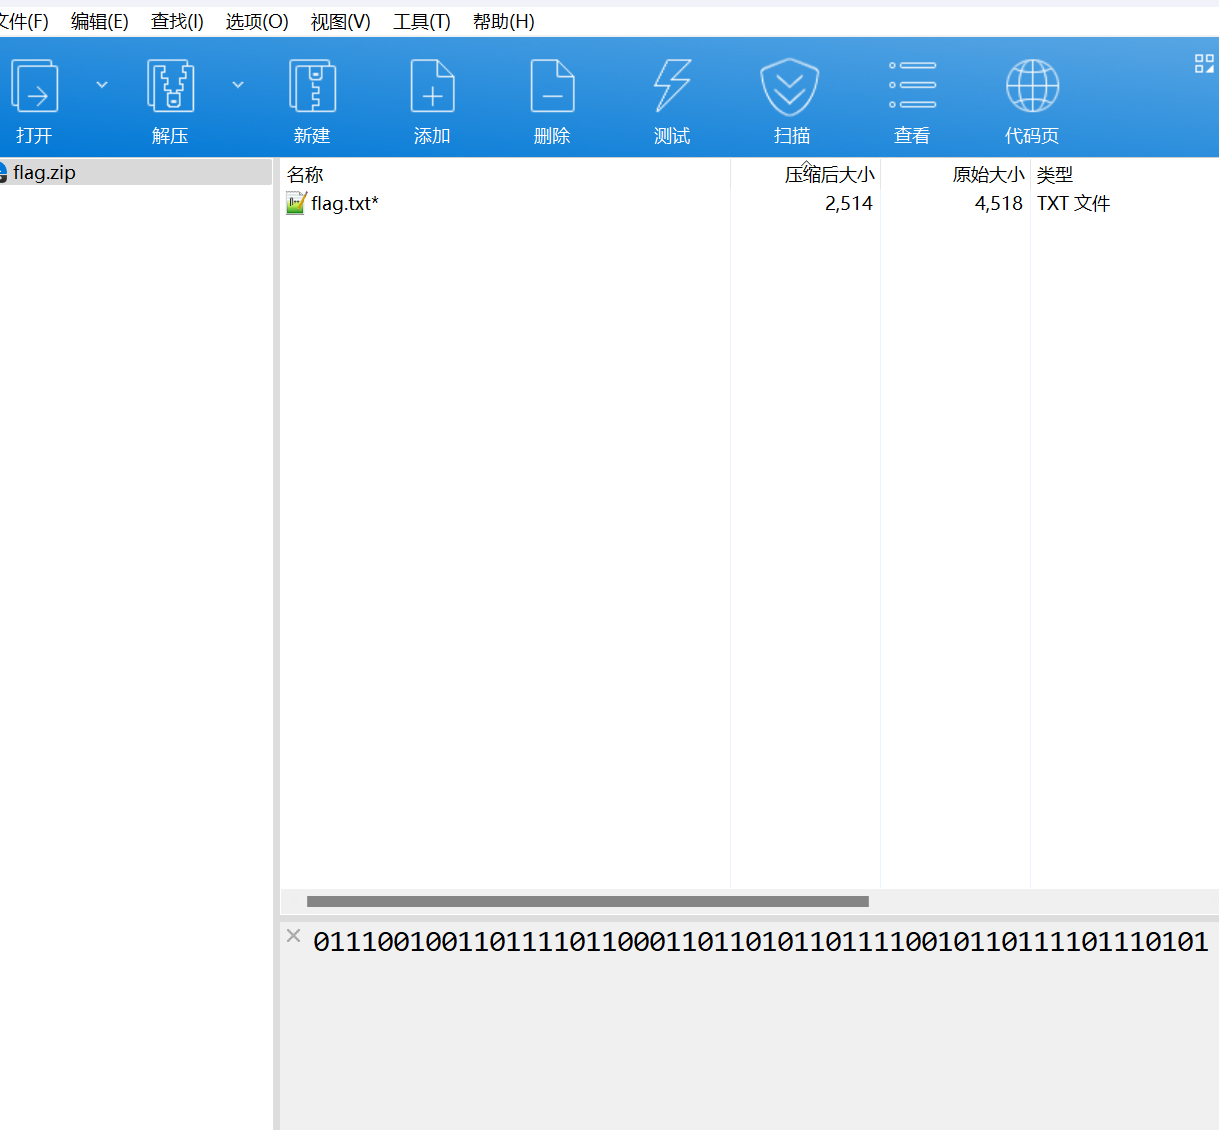 文件(F) 编辑(E) 查找(I) 选项(O) 视图(V) 工具(T) 帮助(H)
打开 解压 新建 添加 删除 测试 扫描 查看 代码页
flag.zip
名称 压缩后大小 原始大小 类型
flag.txt* 2,514 4,518 TXT 文件
01110010011011110110001101101011011110010110111101110101